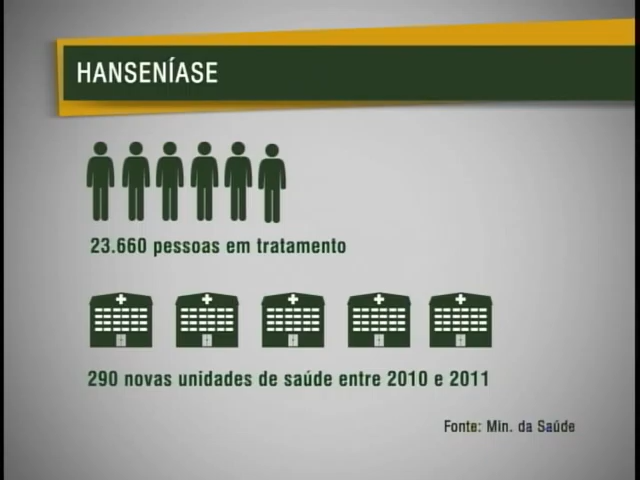 HANSENÍASE
23.660 pessoas em tratamento
290 novas unidades de saúde entre 2010 e 2011
Fonte: Min. da Saúde